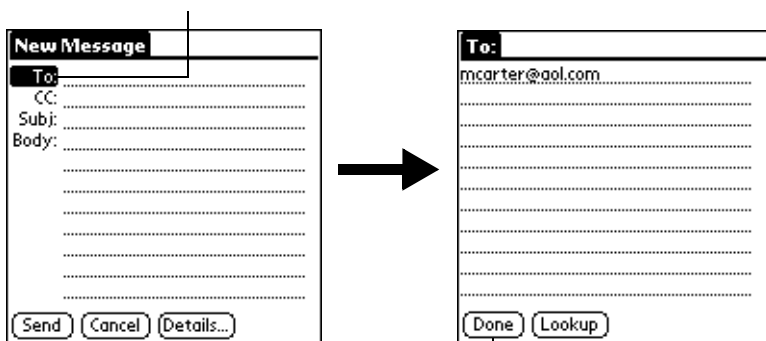 New Message
To:
CC:
Subj:
Body:
Send Cancel Details...
To:
mcarter@aol.com
Done Lookup